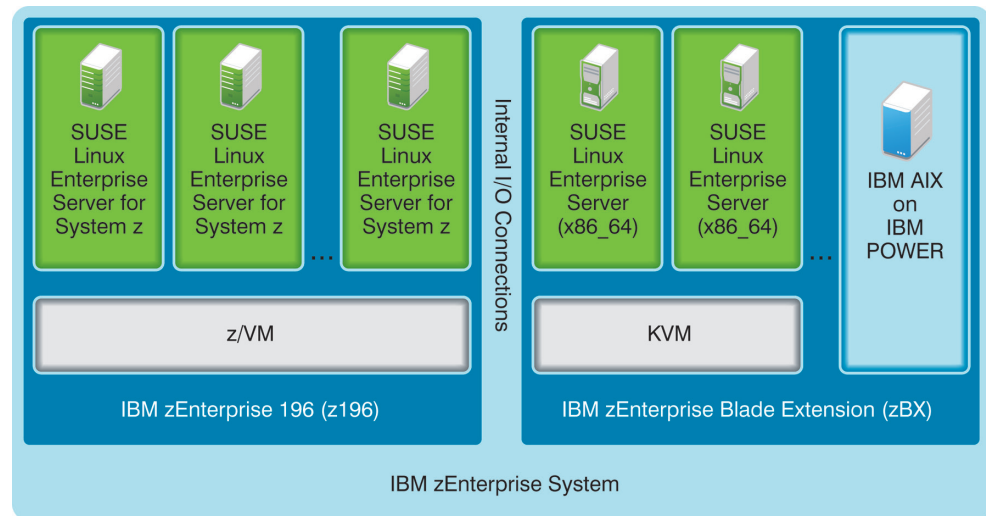 SUSE
Linux
Enterprise
Server for
System z
SUSE
Linux
Enterprise
Server for
System z
...
SUSE
Linux
Enterprise
Server for
System z
z/VM
IBM zEnterprise 196 (z196)
Internal I/O Connections
SUSE
Linux
Enterprise
Server
(x86_64)
SUSE
Linux
Enterprise
Server
(x86_64)
...
IBM AIX
on
IBM
POWER
KVM
IBM zEnterprise Blade Extension (zBX)
IBM zEnterprise System